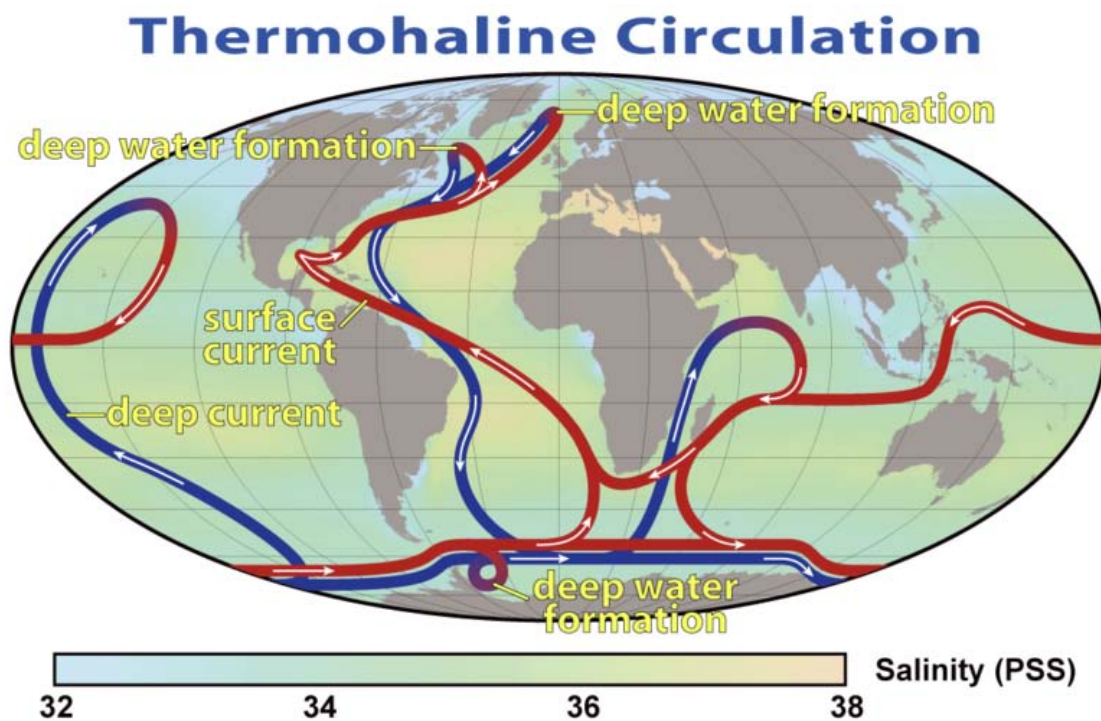 Thermohaline Circulation
deep water formation
deep water formation
surface
current
deep current
deep water
formation
Salinity (PSS)
32 34 36 38